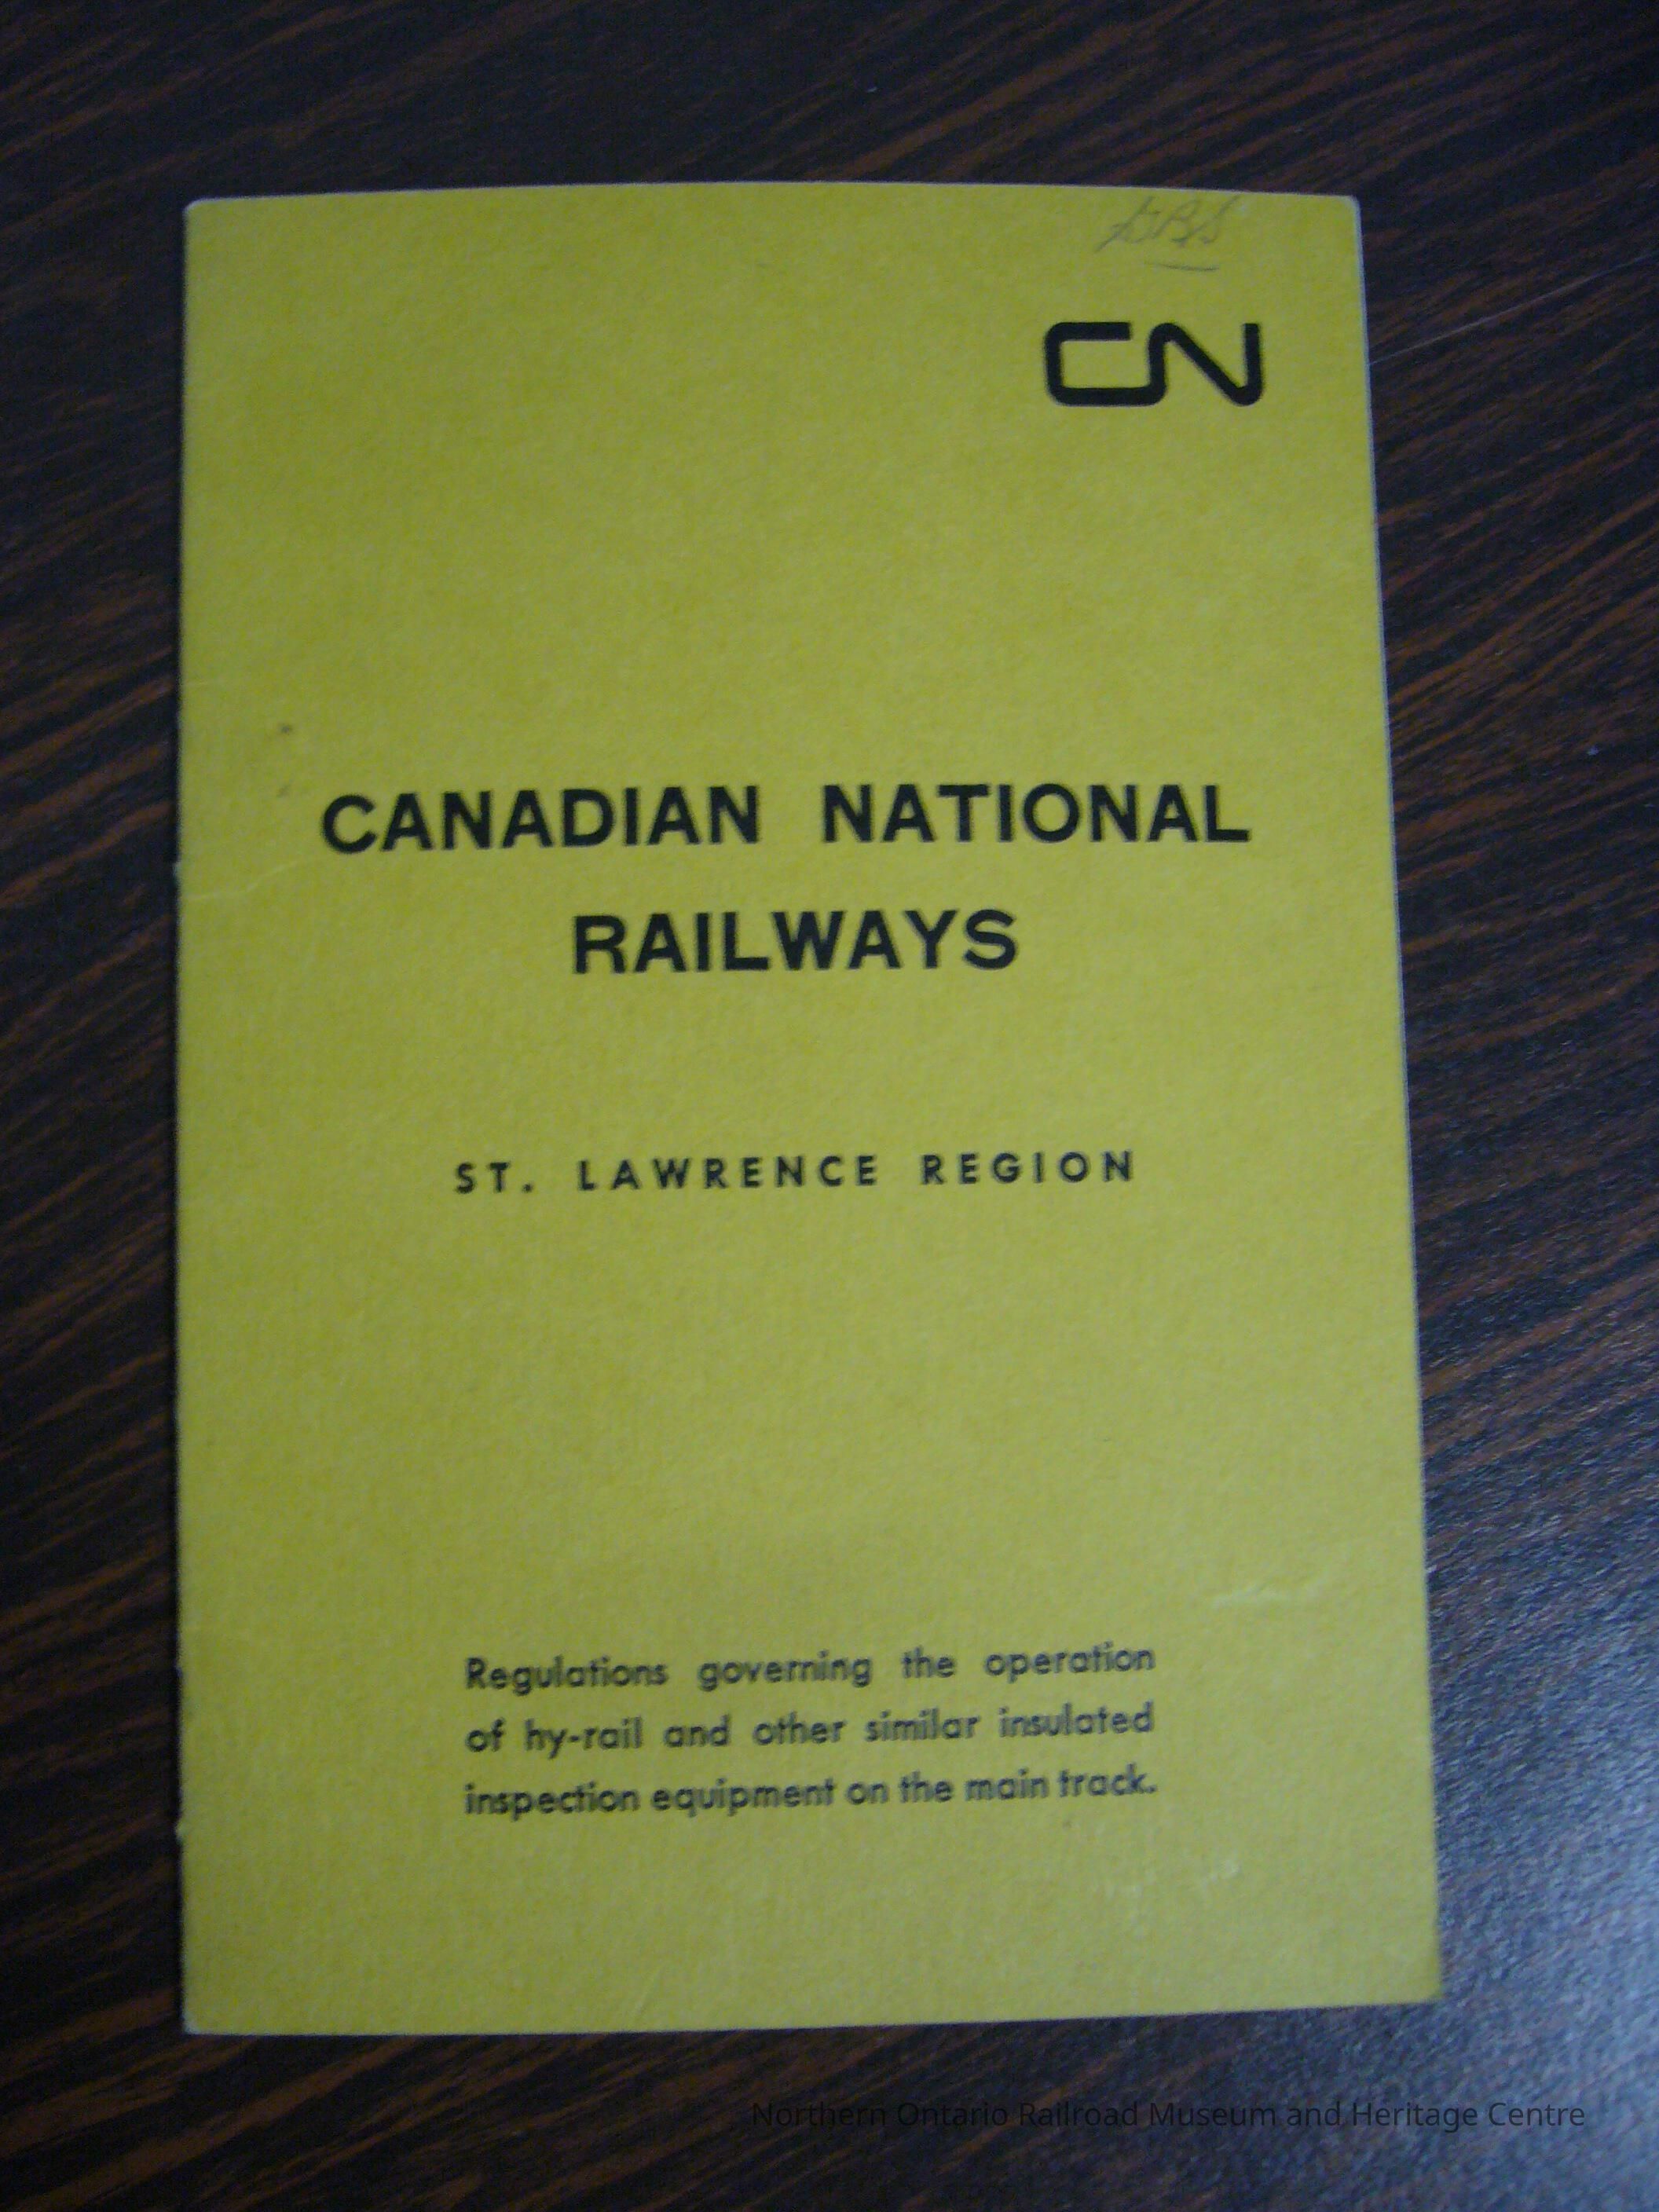 CN
CANADIAN NATIONAL
RAILWAYS
ST. LAWRENCE REGION
Regulations governing the operation
of hy-rail and other similar insulated
inspection equipment on the main track.
Northern Ontario Railroad Museum and Heritage Centre